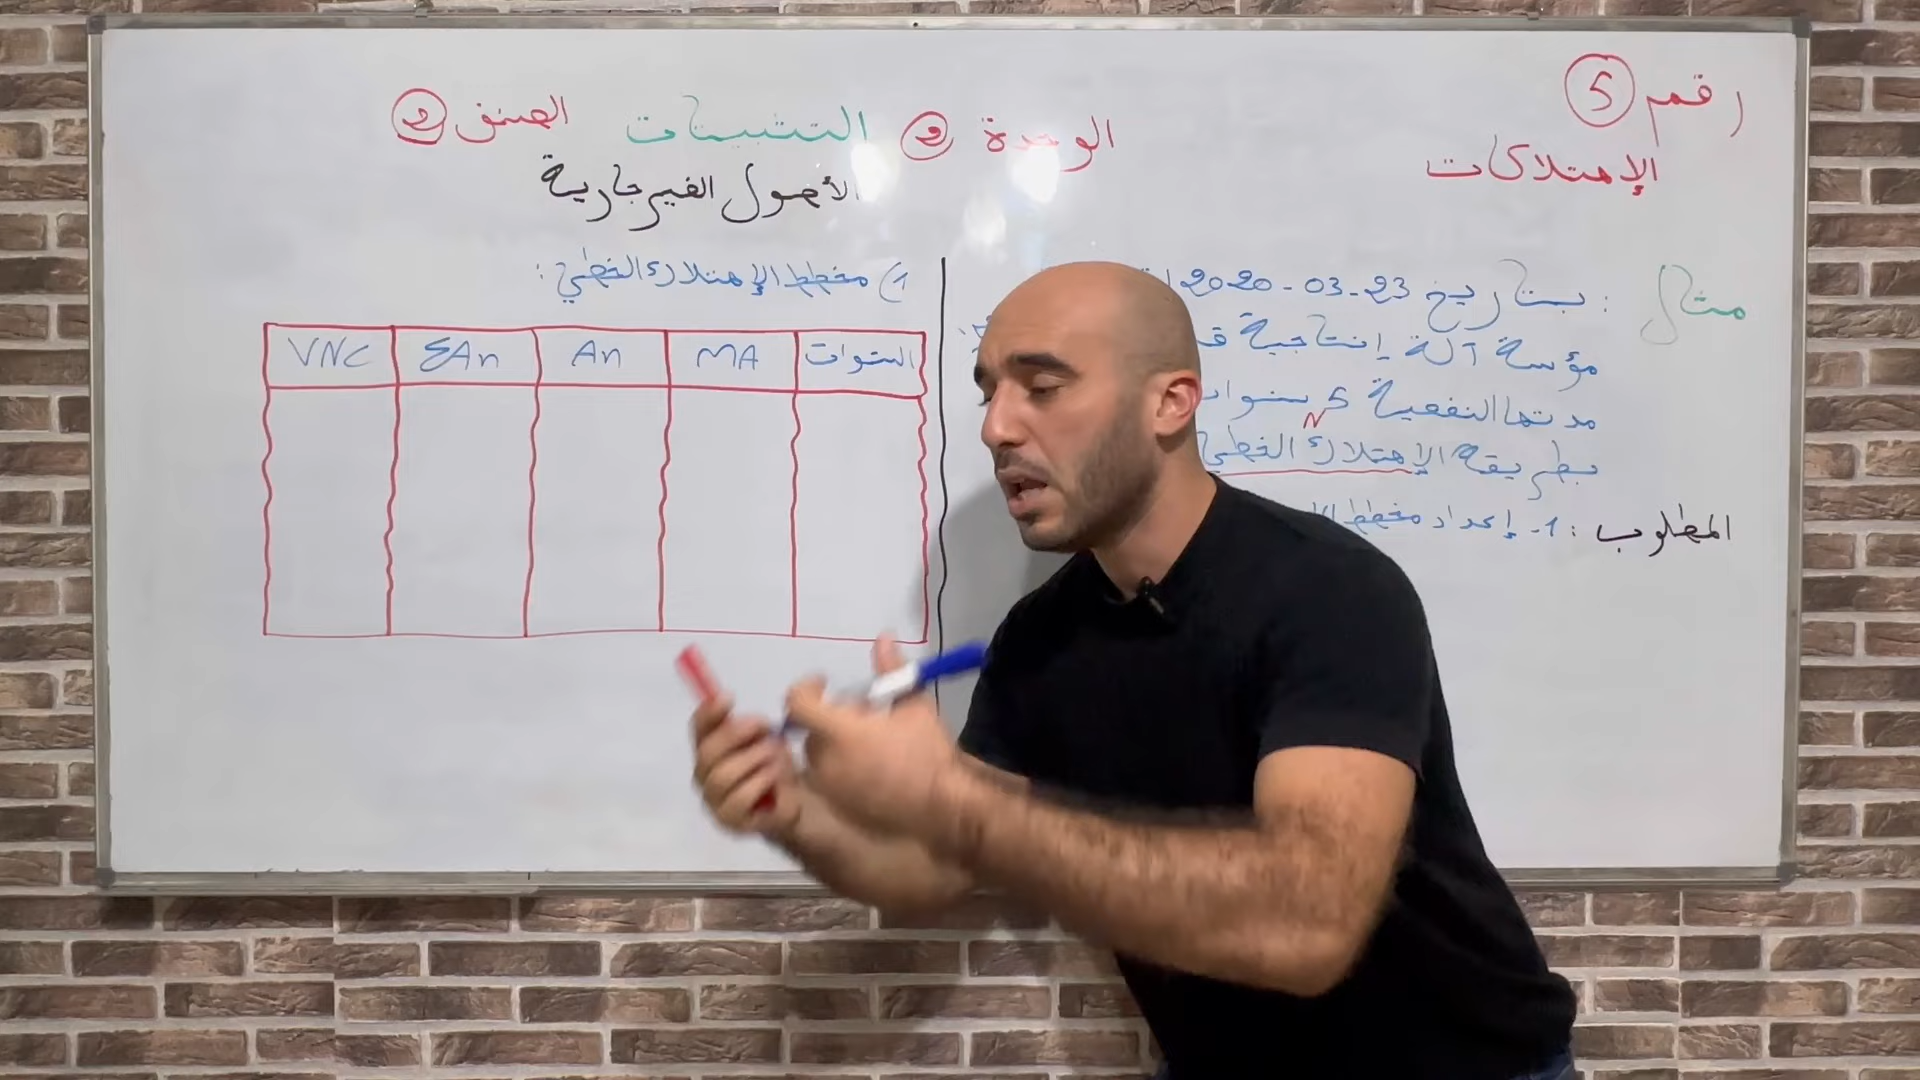 رقم 5
الإهتلاكات
الوحدة 2 التثبيتات الصنف 2
الأصول الغير جارية
مثال : بتاريخ 23-03-2020
مؤسسة آلة إنتاجية
مدتها النفعية 5 سنوات
N
بطريقة الإهتلاك الخطي
المطلوب : 1- إعداد مخطط
1) مخطط الإهتلاك الخطي :
السنوات MA An ΣAn VNC